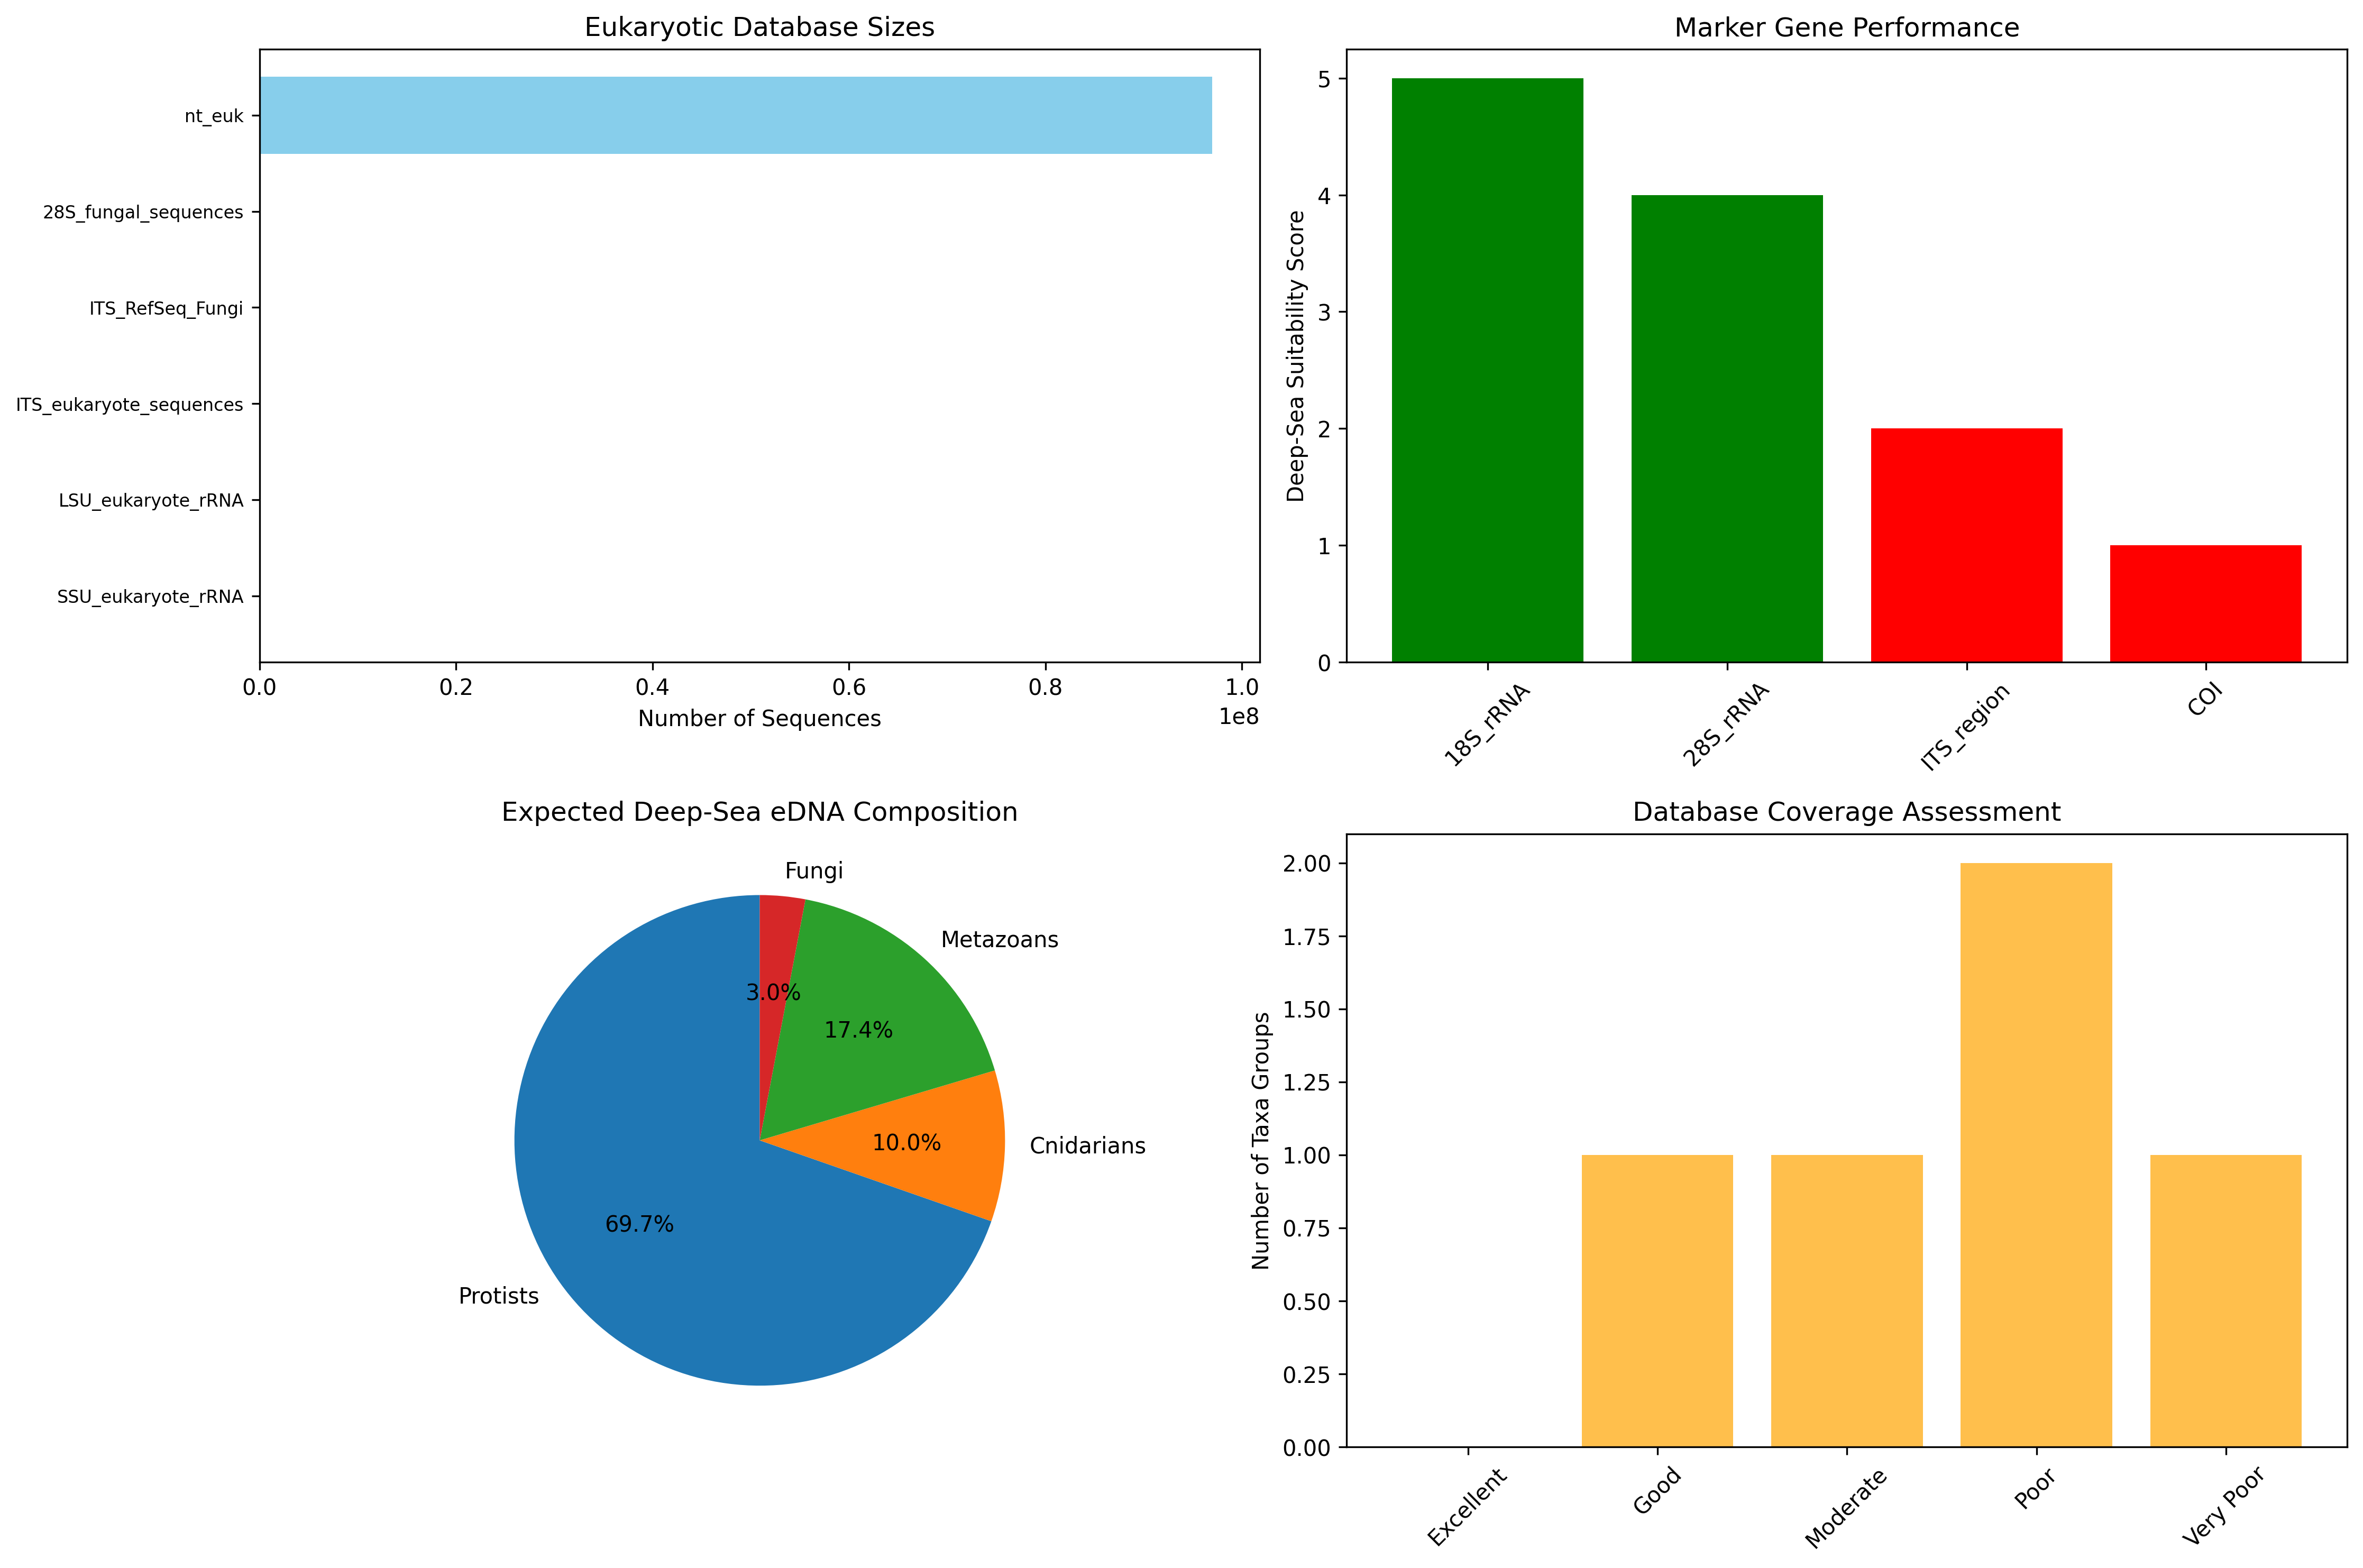 Eukaryotic Database Sizes
nt_euk
28S_fungal_sequences
ITS_RefSeq_Fungi
ITS_eukaryote_sequences
LSU_eukaryote_rRNA
SSU_eukaryote_rRNA
0.0 0.2 0.4 0.6 0.8 1.0
1e8
Number of Sequences
Marker Gene Performance
Deep-Sea Suitability Score
5
4
3
2
1
0
18S_rRNA 28S_rRNA ITS_region COI
Expected Deep-Sea eDNA Composition
Fungi
Metazoans
3.0%
17.4%
10.0%
Cnidarians
69.7%
Protists
Database Coverage Assessment
Number of Taxa Groups
2.00
1.75
1.50
1.25
1.00
0.75
0.50
0.25
0.00
Excellent Good Moderate Poor Very Poor